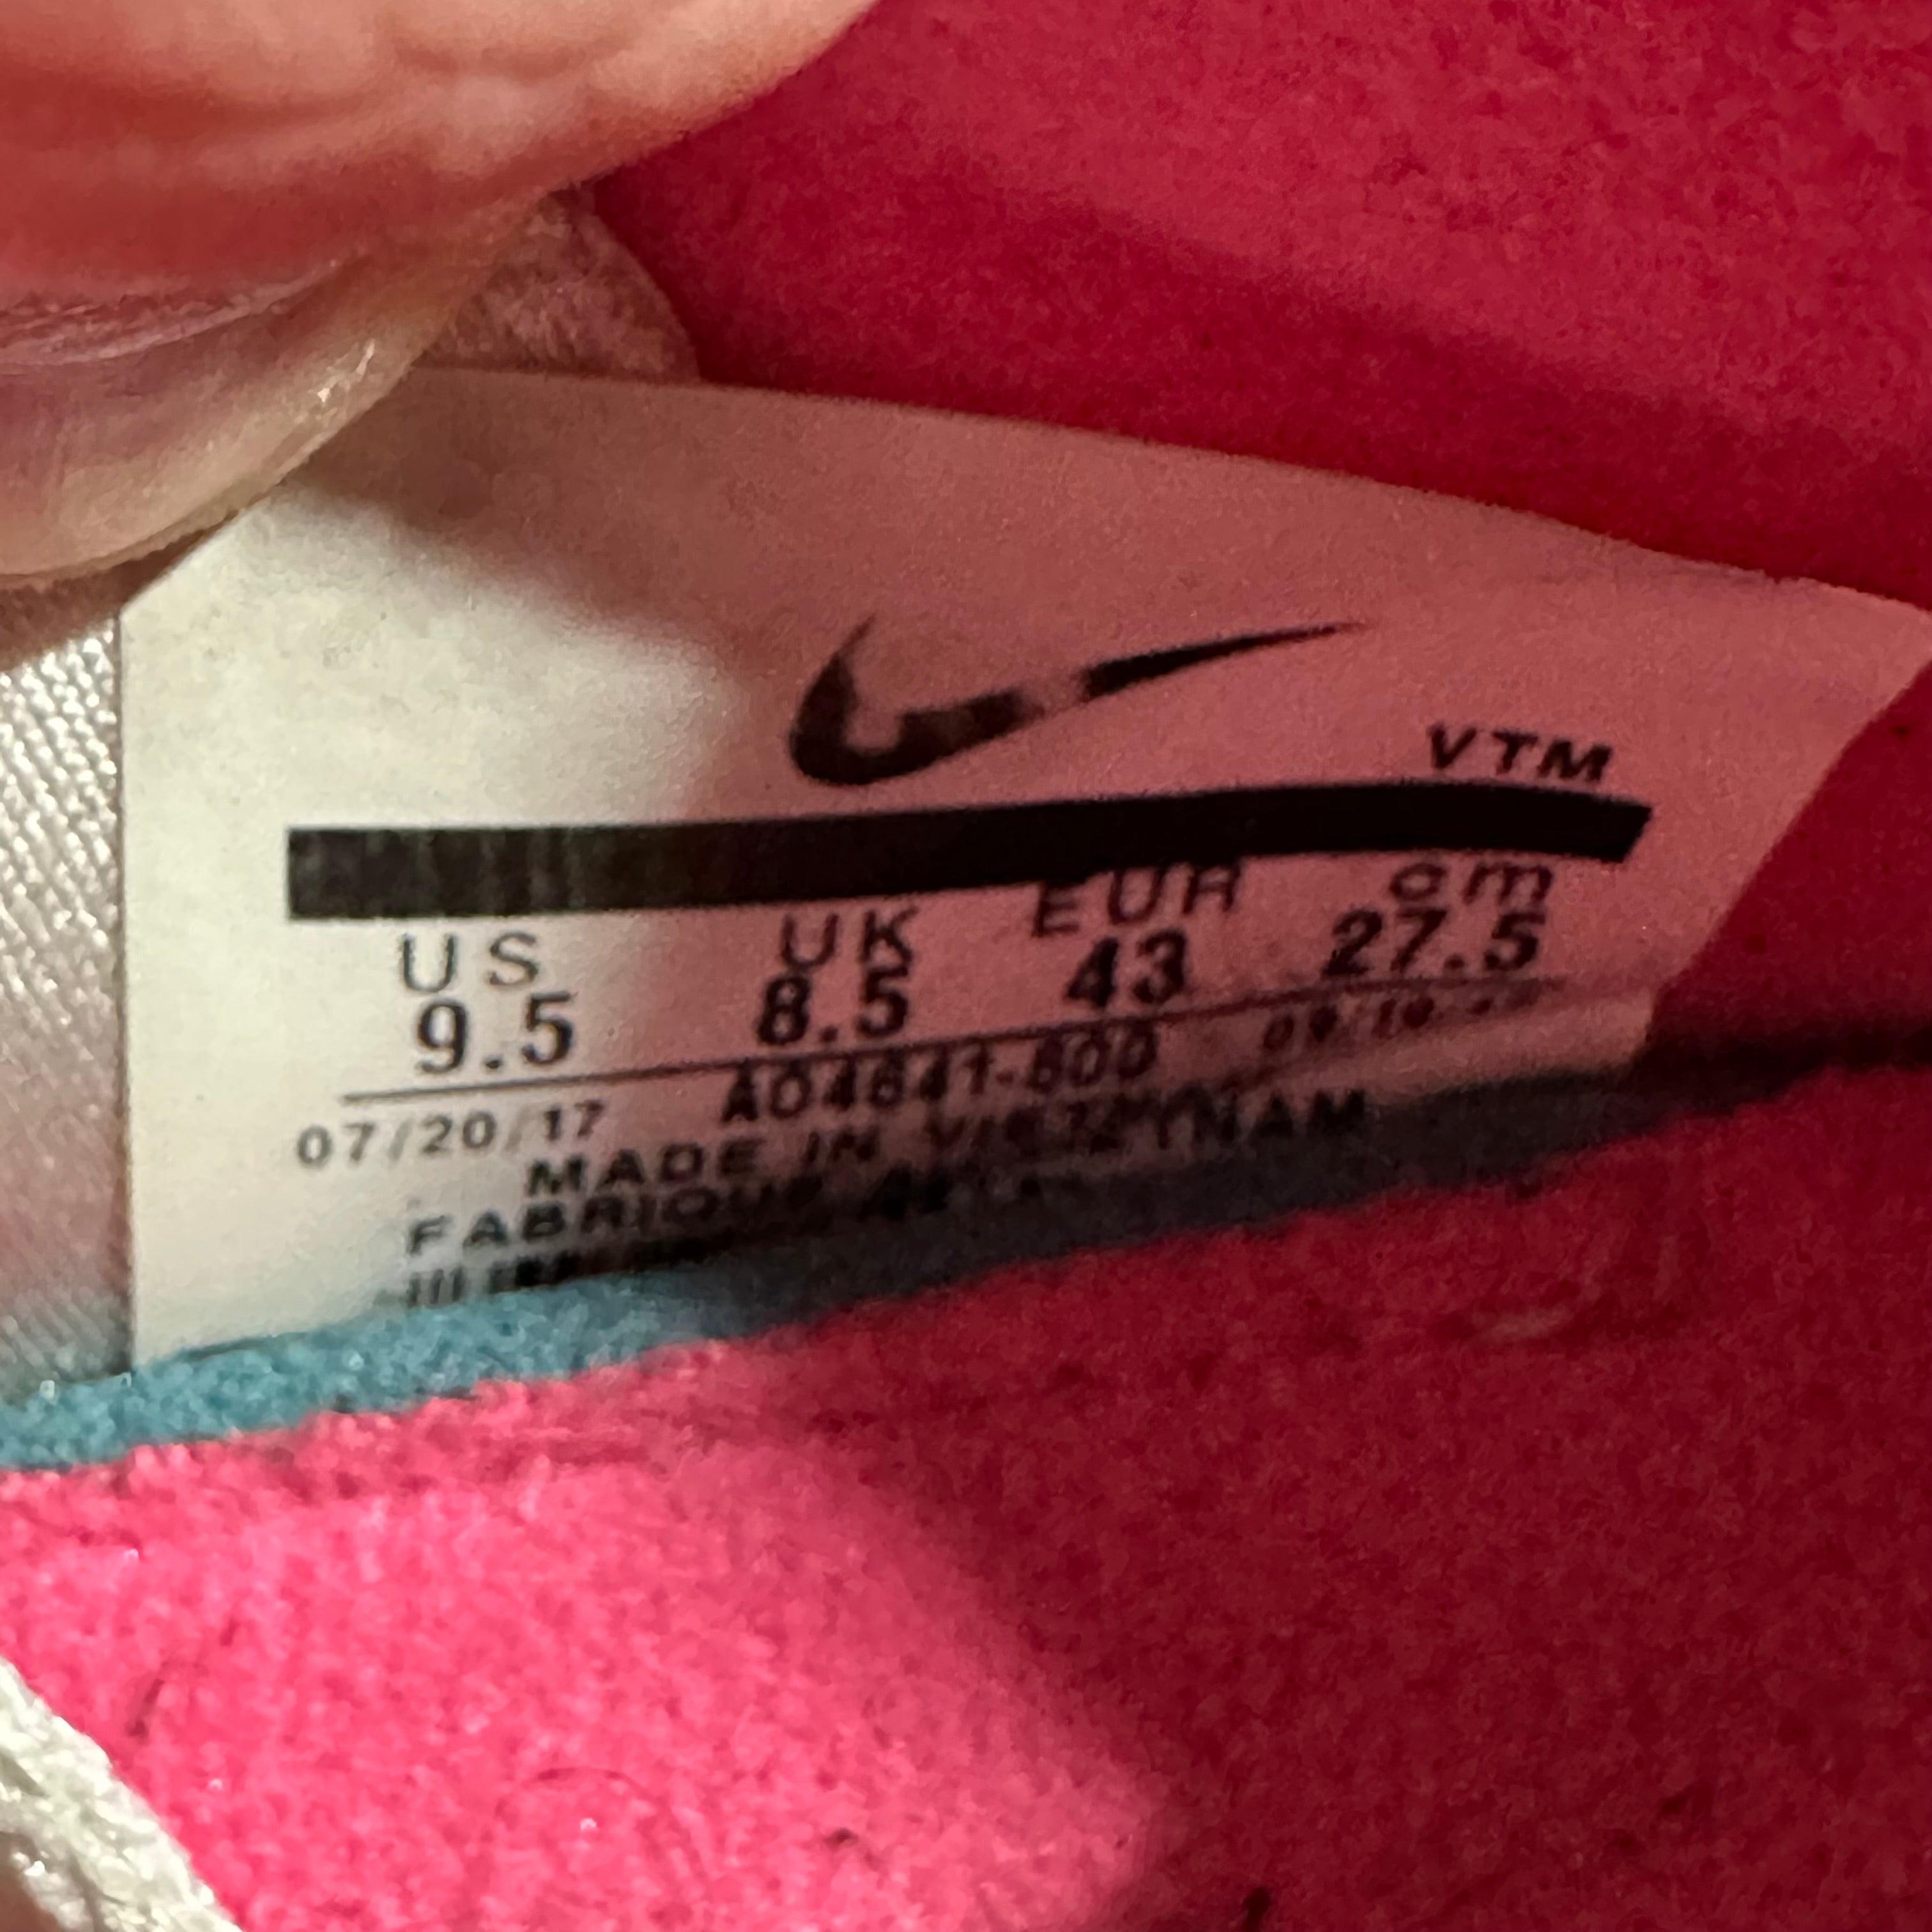 VTM
US UK EUR cm
9.5 8.5 43 27.5
07/20/17 AO4641-600
MADE IN VIETNAM
FABRIQUE